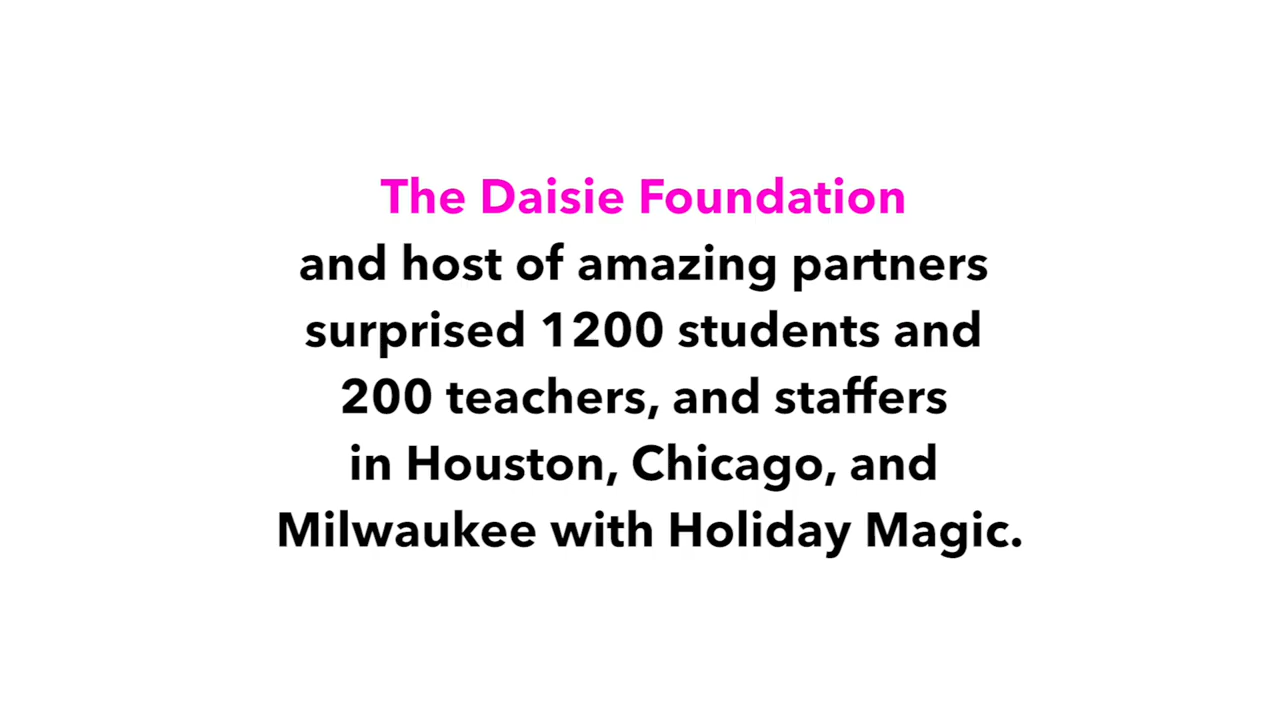 The Daisie Foundation
and host of amazing partners
surprised 1200 students and
200 teachers, and staffers
in Houston, Chicago, and
Milwaukee with Holiday Magic.